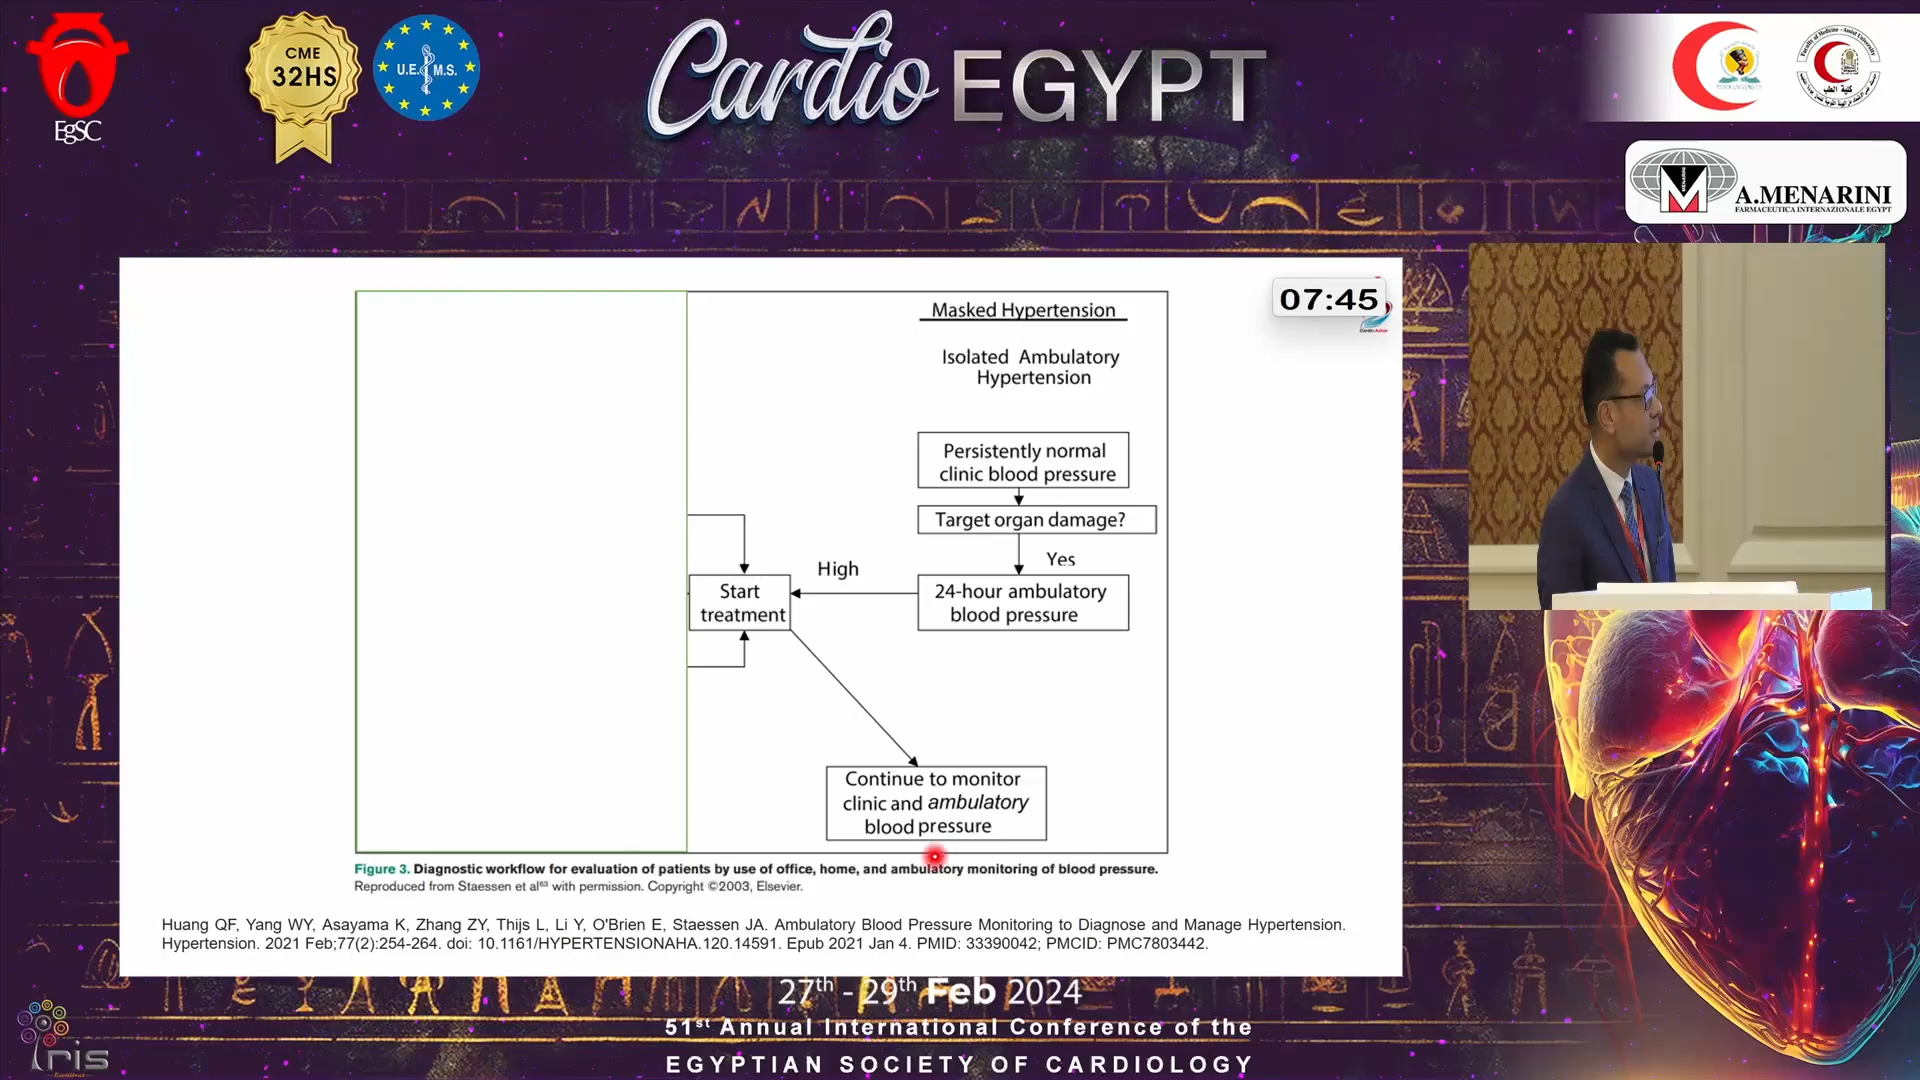 EgSC
CME
32HS
U.E.M.S.
Cardio EGYPT
A.MENARINI
FARMACEUTICA INTERNAZIONALE EGYPT
07:45
Masked Hypertension
Isolated Ambulatory
Hypertension
Persistently normal
clinic blood pressure
Target organ damage?
Yes
High
Start
treatment
24-hour ambulatory
blood pressure
Continue to monitor
clinic and ambulatory
blood pressure
Figure 3. Diagnostic workflow for evaluation of patients by use of office, home, and ambulatory monitoring of blood pressure.
Reproduced from Staessen et al63 with permission. Copyright ©2003, Elsevier.
Huang QF, Yang WY, Asayama K, Zhang ZY, Thijs L, Li Y, O'Brien E, Staessen JA. Ambulatory Blood Pressure Monitoring to Diagnose and Manage Hypertension.
Hypertension. 2021 Feb;77(2):254-264. doi: 10.1161/HYPERTENSIONAHA.120.14591. Epub 2021 Jan 4. PMID: 33390042; PMCID: PMC7803442.
27th - 29th Feb 2024
51st Annual International Conference of the
EGYPTIAN SOCIETY OF CARDIOLOGY
Iris